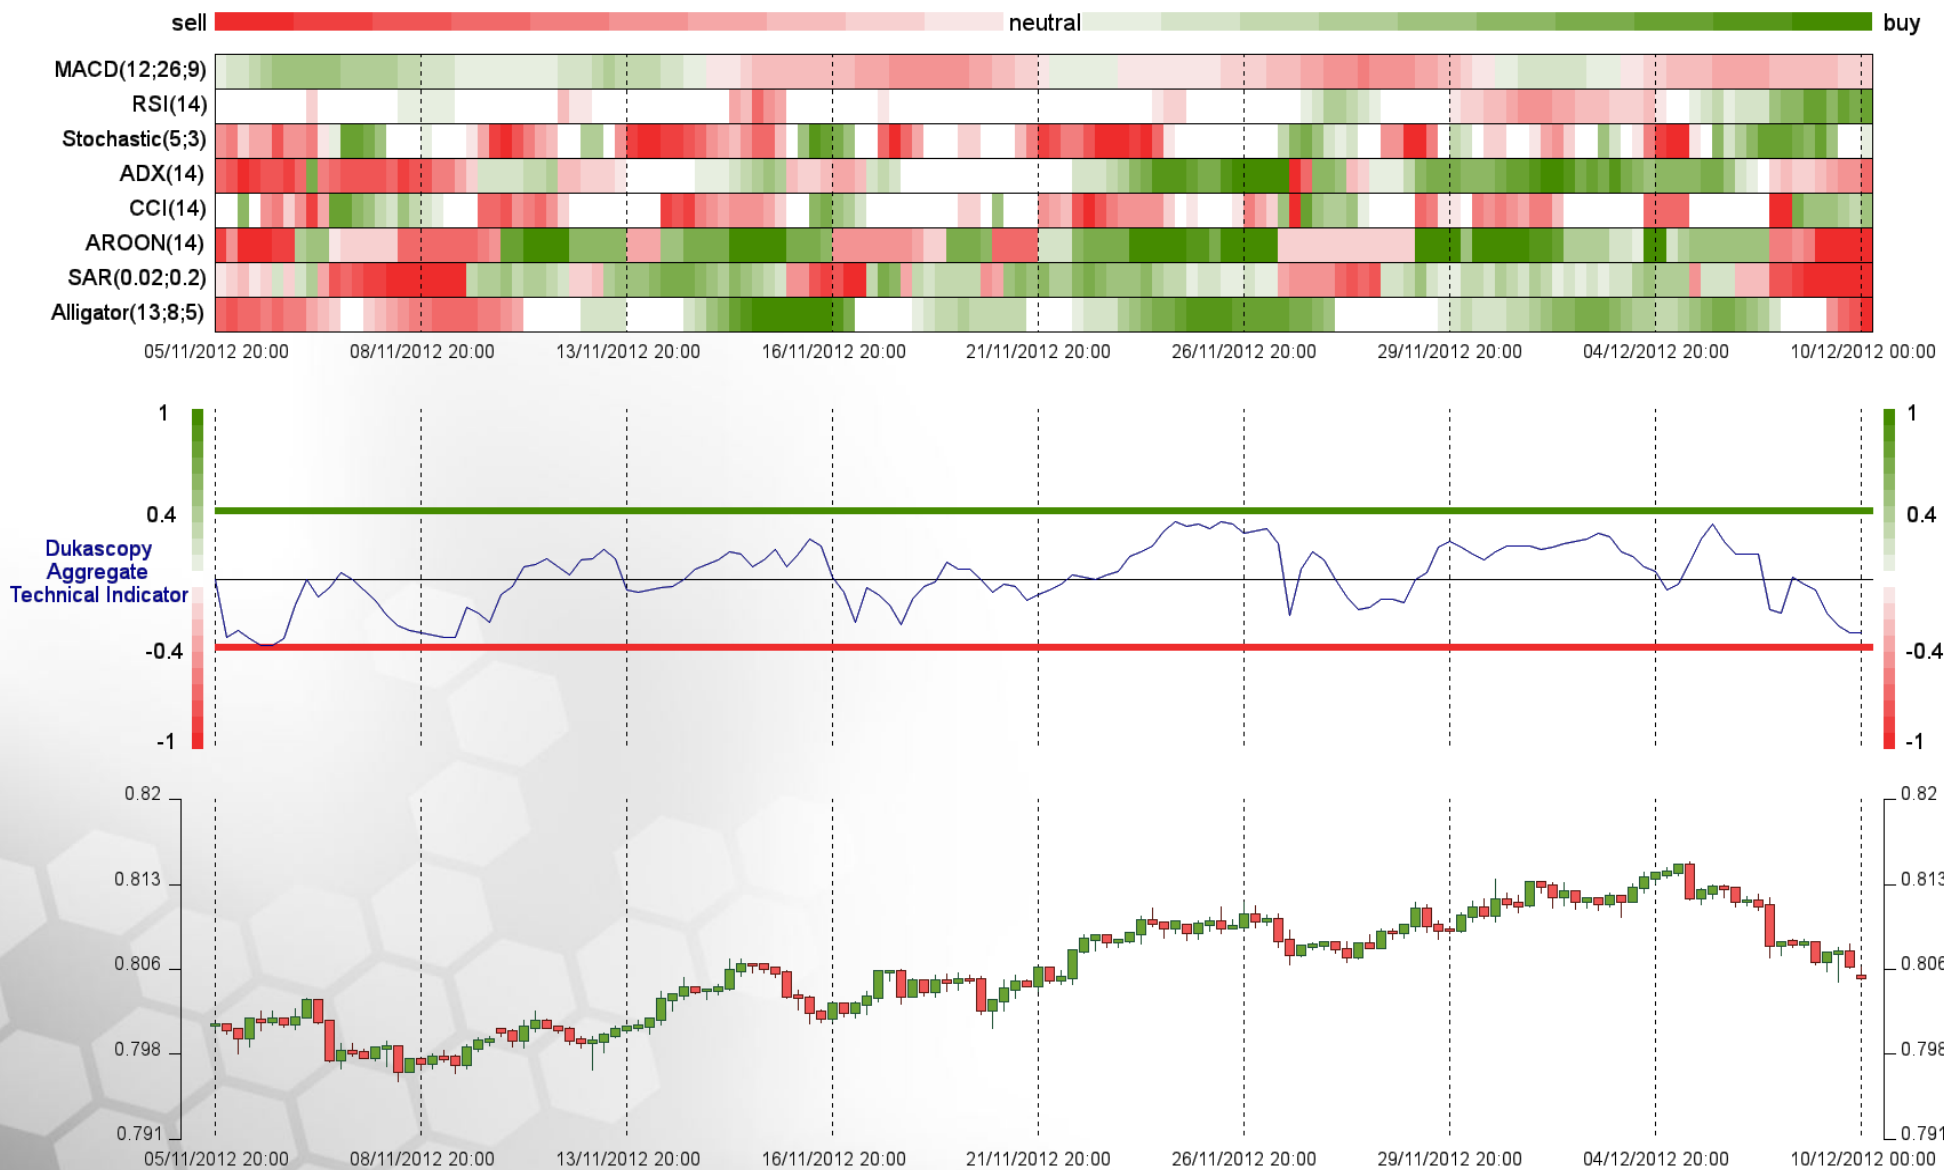 sell neutral buy
MACD(12;26;9)
RSI(14)
Stochastic(5;3)
ADX(14)
CCI(14)
AROON(14)
SAR(0.02;0.2)
Alligator(13;8;5)
05/11/2012 20:00 08/11/2012 20:00 13/11/2012 20:00 16/11/2012 20:00 21/11/2012 20:00 26/11/2012 20:00 29/11/2012 20:00 04/12/2012 20:00 10/12/2012 00:00
1 1
0.4 0.4
Dukascopy
Aggregate
Technical Indicator
-0.4 -0.4
-1 -1
0.82 0.82
0.813 0.813
0.806 0.806
0.798 0.798
0.791 0.791
05/11/2012 20:00 08/11/2012 20:00 13/11/2012 20:00 16/11/2012 20:00 21/11/2012 20:00 26/11/2012 20:00 29/11/2012 20:00 04/12/2012 20:00 10/12/2012 00:00